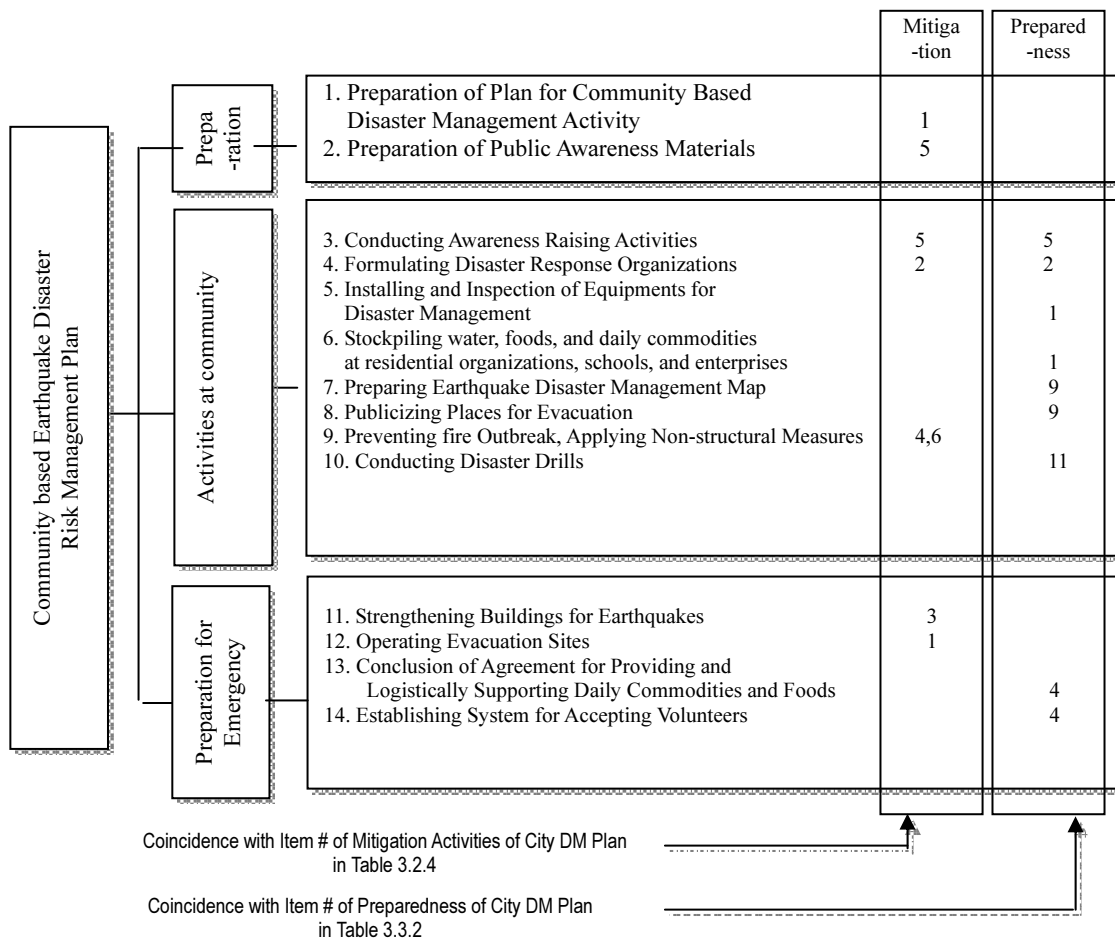 Mitiga
-tion
Prepared
-ness
Community based Earthquake Disaster
Risk Management Plan
Prepa
-ration
1. Preparation of Plan for Community Based
Disaster Management Activity 1
2. Preparation of Public Awareness Materials 5
Activities at community
3. Conducting Awareness Raising Activities 5 5
4. Formulating Disaster Response Organizations 2 2
5. Installing and Inspection of Equipments for
Disaster Management 1
6. Stockpiling water, foods, and daily commodities
at residential organizations, schools, and enterprises 1
7. Preparing Earthquake Disaster Management Map 9
8. Publicizing Places for Evacuation 9
9. Preventing fire Outbreak, Applying Non-structural Measures 4,6
10. Conducting Disaster Drills 11
Preparation for
Emergency
11. Strengthening Buildings for Earthquakes 3
12. Operating Evacuation Sites 1
13. Conclusion of Agreement for Providing and
Logistically Supporting Daily Commodities and Foods 4
14. Establishing System for Accepting Volunteers 4
Coincidence with Item # of Mitigation Activities of City DM Plan
in Table 3.2.4
Coincidence with Item # of Preparedness of City DM Plan
in Table 3.3.2